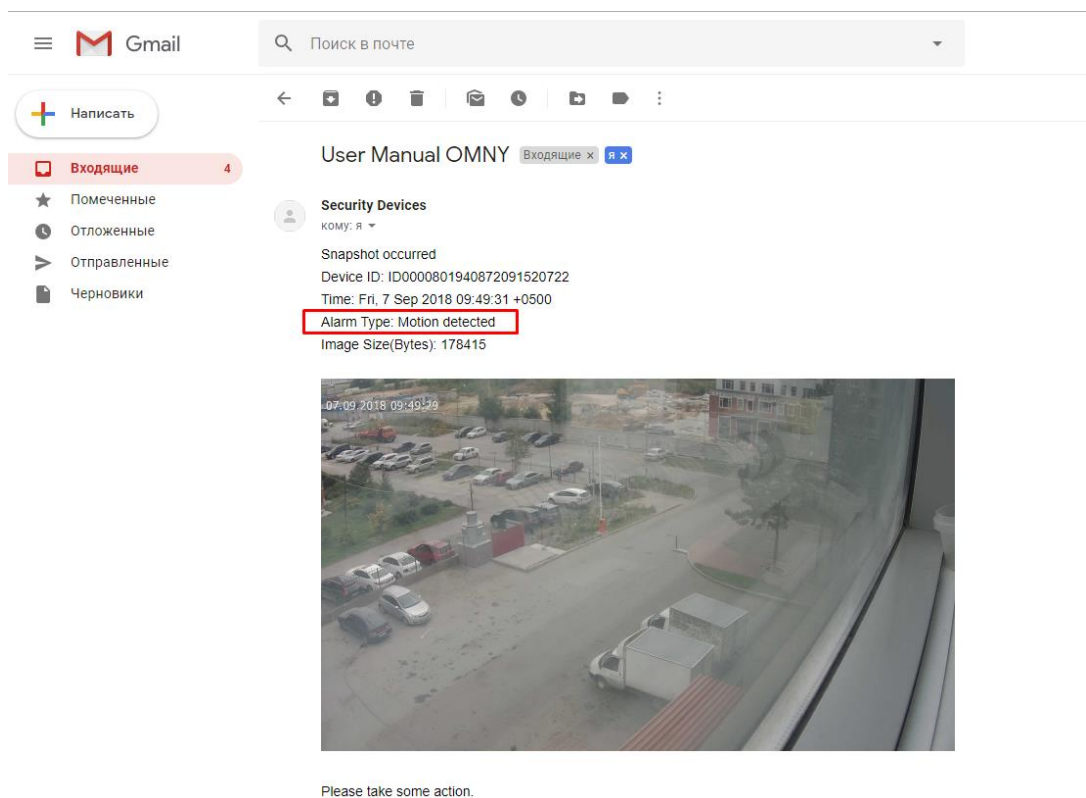 Gmail
Поиск в почте
Написать
Входящие 4
Помеченные
Отложенные
Отправленные
Черновики
User Manual OMNY Входящие x я x
Security Devices
кому: я
Snapshot occurred
Device ID: ID0000801940872091520722
Time: Fri, 7 Sep 2018 09:49:31 +0500
Alarm Type: Motion detected
Image Size(Bytes): 178415
07.09.2018 09:49:29
Please take some action.